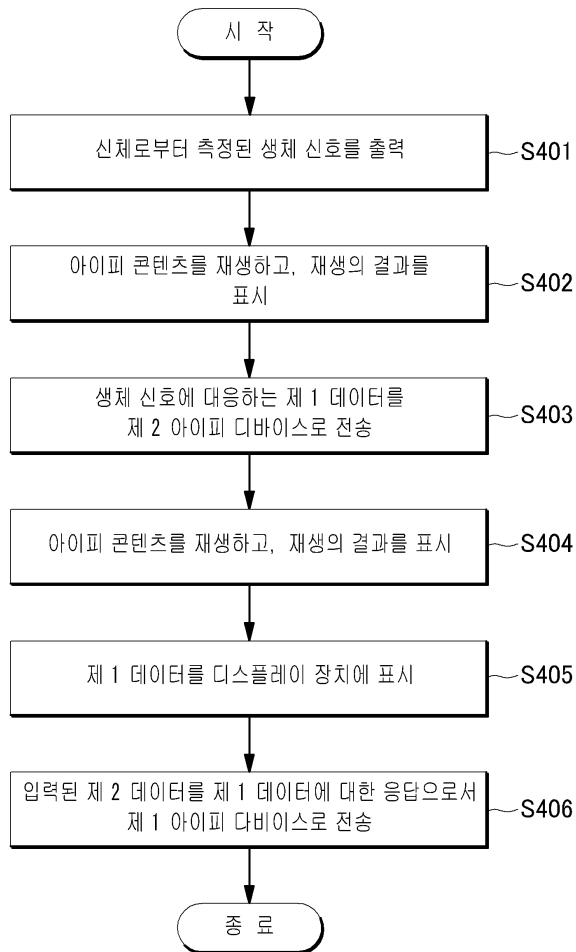 시 작
신체로부터 측정된 생체 신호를 출력
S401
아이피 콘텐츠를 재생하고, 재생의 결과를
표시
S402
생체 신호에 대응하는 제 1 데이터를
제 2 아이피 디바이스로 전송
S403
아이피 콘텐츠를 재생하고, 재생의 결과를 표시
S404
제 1 데이터를 디스플레이 장치에 표시
S405
입력된 제 2 데이터를 제 1 데이터에 대한 응답으로서
제 1 아이피 다비이스로 전송
S406
종 료